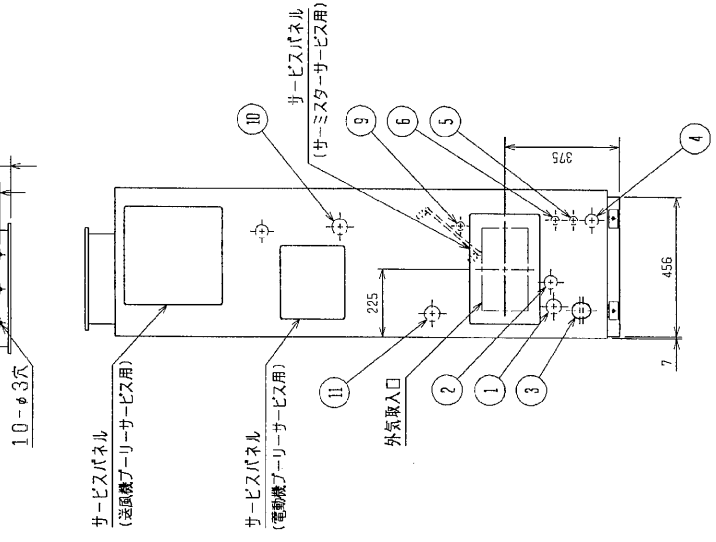 10-φ3穴
サービスパネル
(送風機プーリーサービス用)
サービスパネル
(電動機プーリーサービス用)
サービスパネル
(サーミスターサービス用)
外気取入口
225
375
456
7
10
9
6
5
4
11
2
1
3